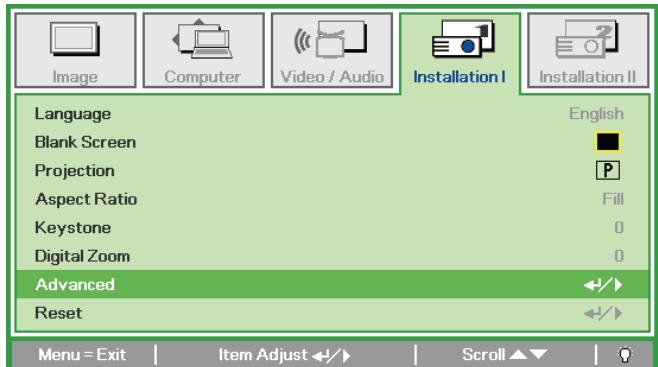 Image Computer Video / Audio Installation I Installation II
Language English
Blank Screen
Projection P
Aspect Ratio Fill
Keystone 0
Digital Zoom 0
Advanced ↵/▶
Reset ↵/▶
Menu = Exit | Item Adjust ↵/▶ | Scroll ▲▼ |